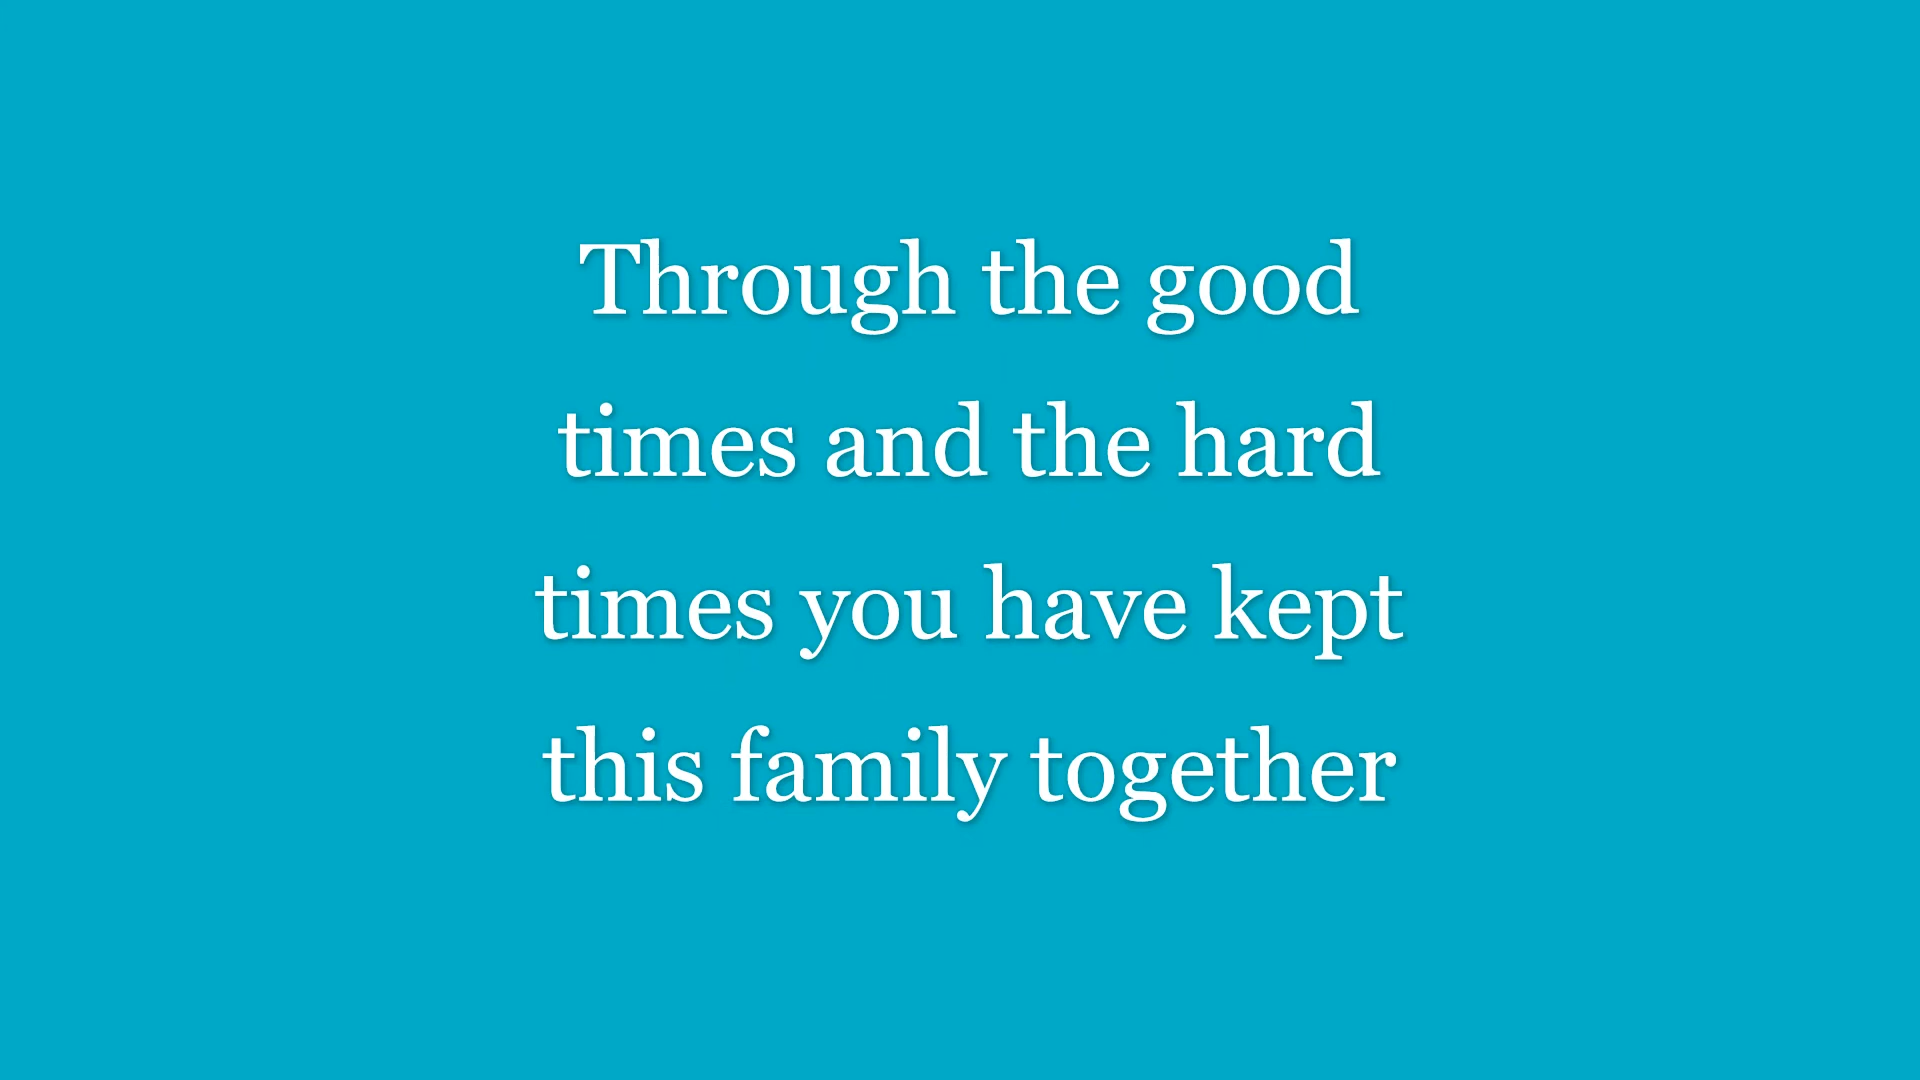 Through the good
times and the hard
times you have kept
this family together